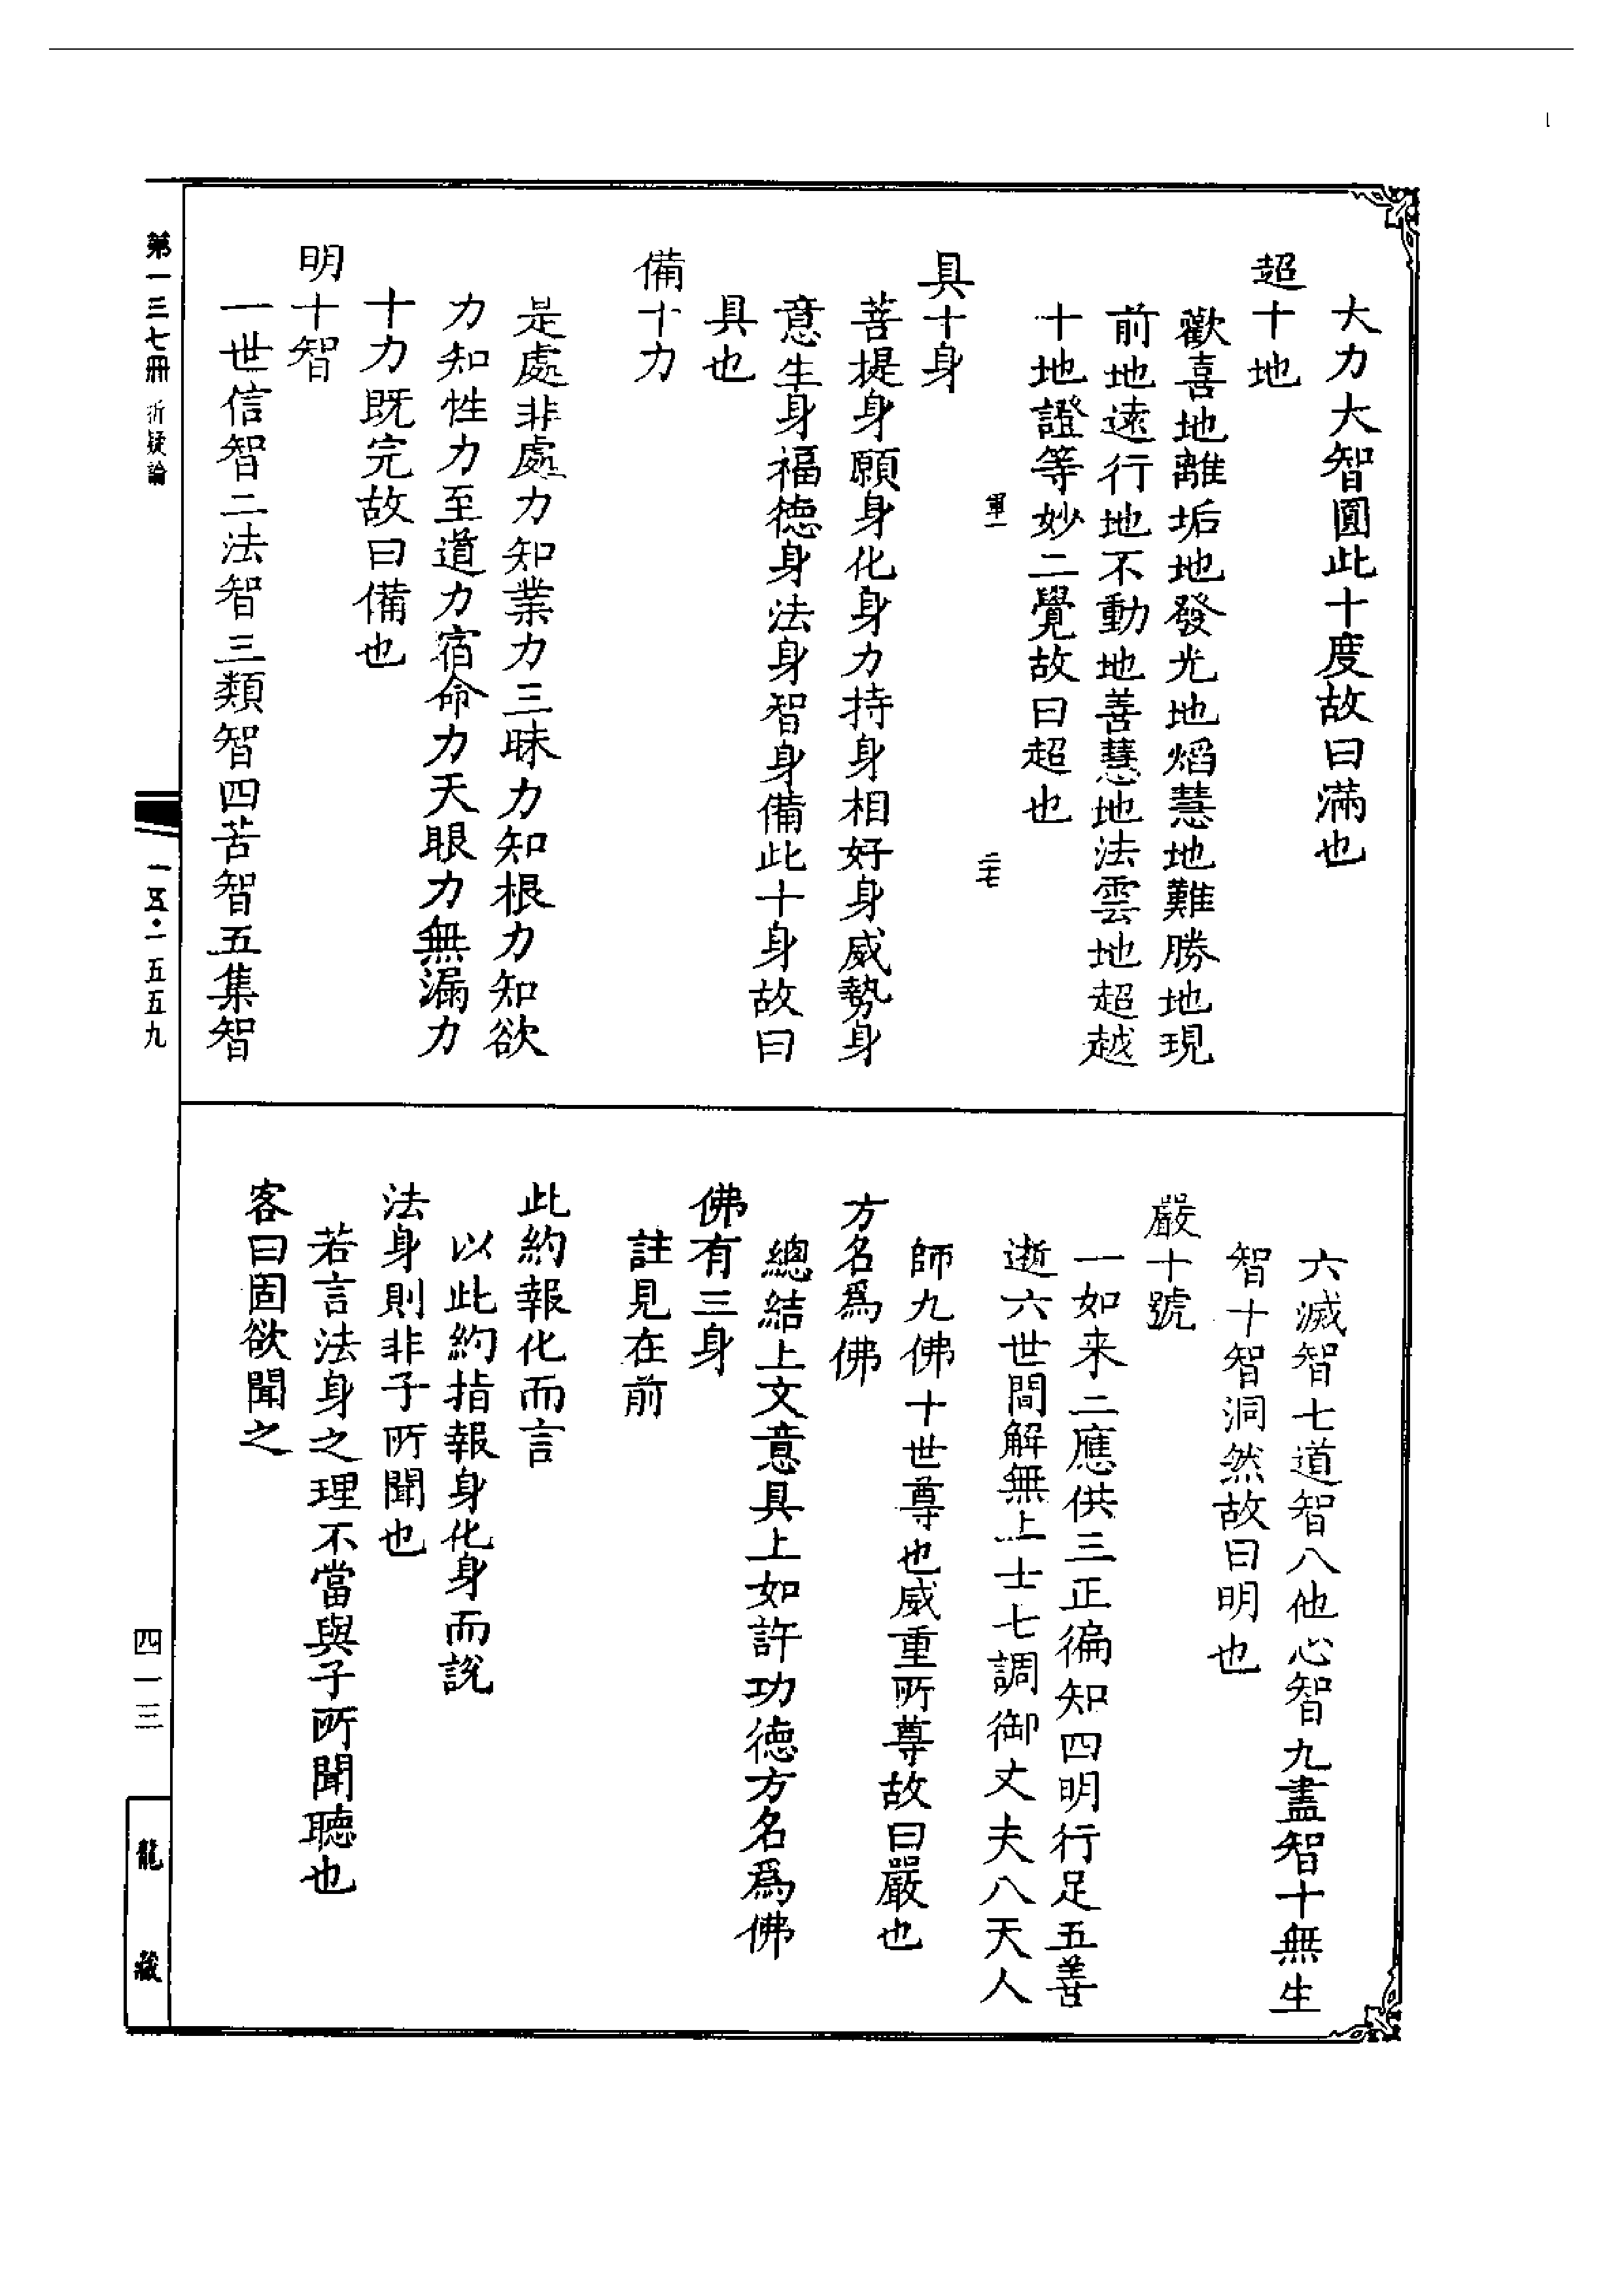 大力大智圓此十度故曰滿也
超十地
歡喜地離垢地發光地焰慧地難勝地現
前地遠行地不動地善慧地法雲地超越
十地證等妙二覺故曰超也
二七
具十身
菩提身願身化身力持身相好身威勢身
意生身福德身法身智身備此十身故曰
具也
備十力
是處非處力知業力三昧力知根力知欲
力知性力至道力宿命力天眼力無漏力
十力既完故曰備也
明十智
一世信智二法智三類智四苦智五集智
六滅智七道智八他心智九盡智十無生
智十智洞然故曰明也
嚴十號
一如来二應供三正徧知四明行足五善
逝六世間解無上士七調御丈夫八天人
師九佛十世尊也威重所尊故曰嚴也
方名爲佛
總結上文意具上如許功德方名爲佛
佛有三身
註見在前
此約報化而言
以此約指報身化身而說
法身則非子所聞也
若言法身之理不當與子所聞聽也
客曰固欲聞之
第一三七冊 折疑論
一五·一五五九
四一三
龍藏
1